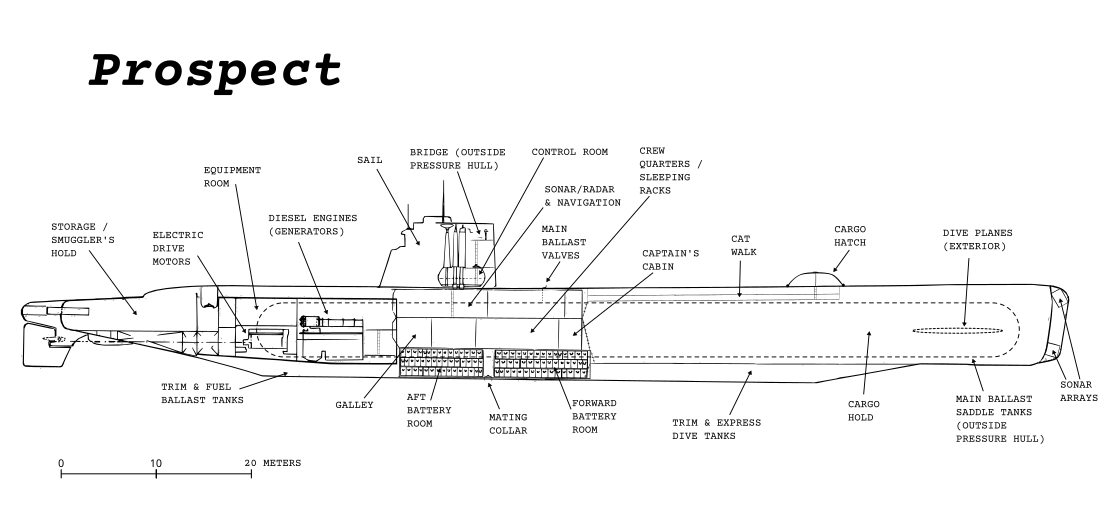 Prospect
STORAGE /
SMUGGLER'S
HOLD
ELECTRIC
DRIVE
MOTORS
EQUIPMENT
ROOM
DIESEL ENGINES
(GENERATORS)
SAIL
BRIDGE (OUTSIDE
PRESSURE HULL)
CONTROL ROOM
SONAR/RADAR
& NAVIGATION
MAIN
BALLAST
VALVES
CREW
QUARTERS /
SLEEPING
RACKS
CAPTAIN'S
CABIN
CAT
WALK
CARGO
HATCH
DIVE PLANES
(EXTERIOR)
TRIM & FUEL
BALLAST TANKS
GALLEY
AFT
BATTERY
ROOM
MATING
COLLAR
FORWARD
BATTERY
ROOM
TRIM & EXPRESS
DIVE TANKS
CARGO
HOLD
MAIN BALLAST
SADDLE TANKS
(OUTSIDE
PRESSURE HULL)
SONAR
ARRAYS
0 10 20 METERS